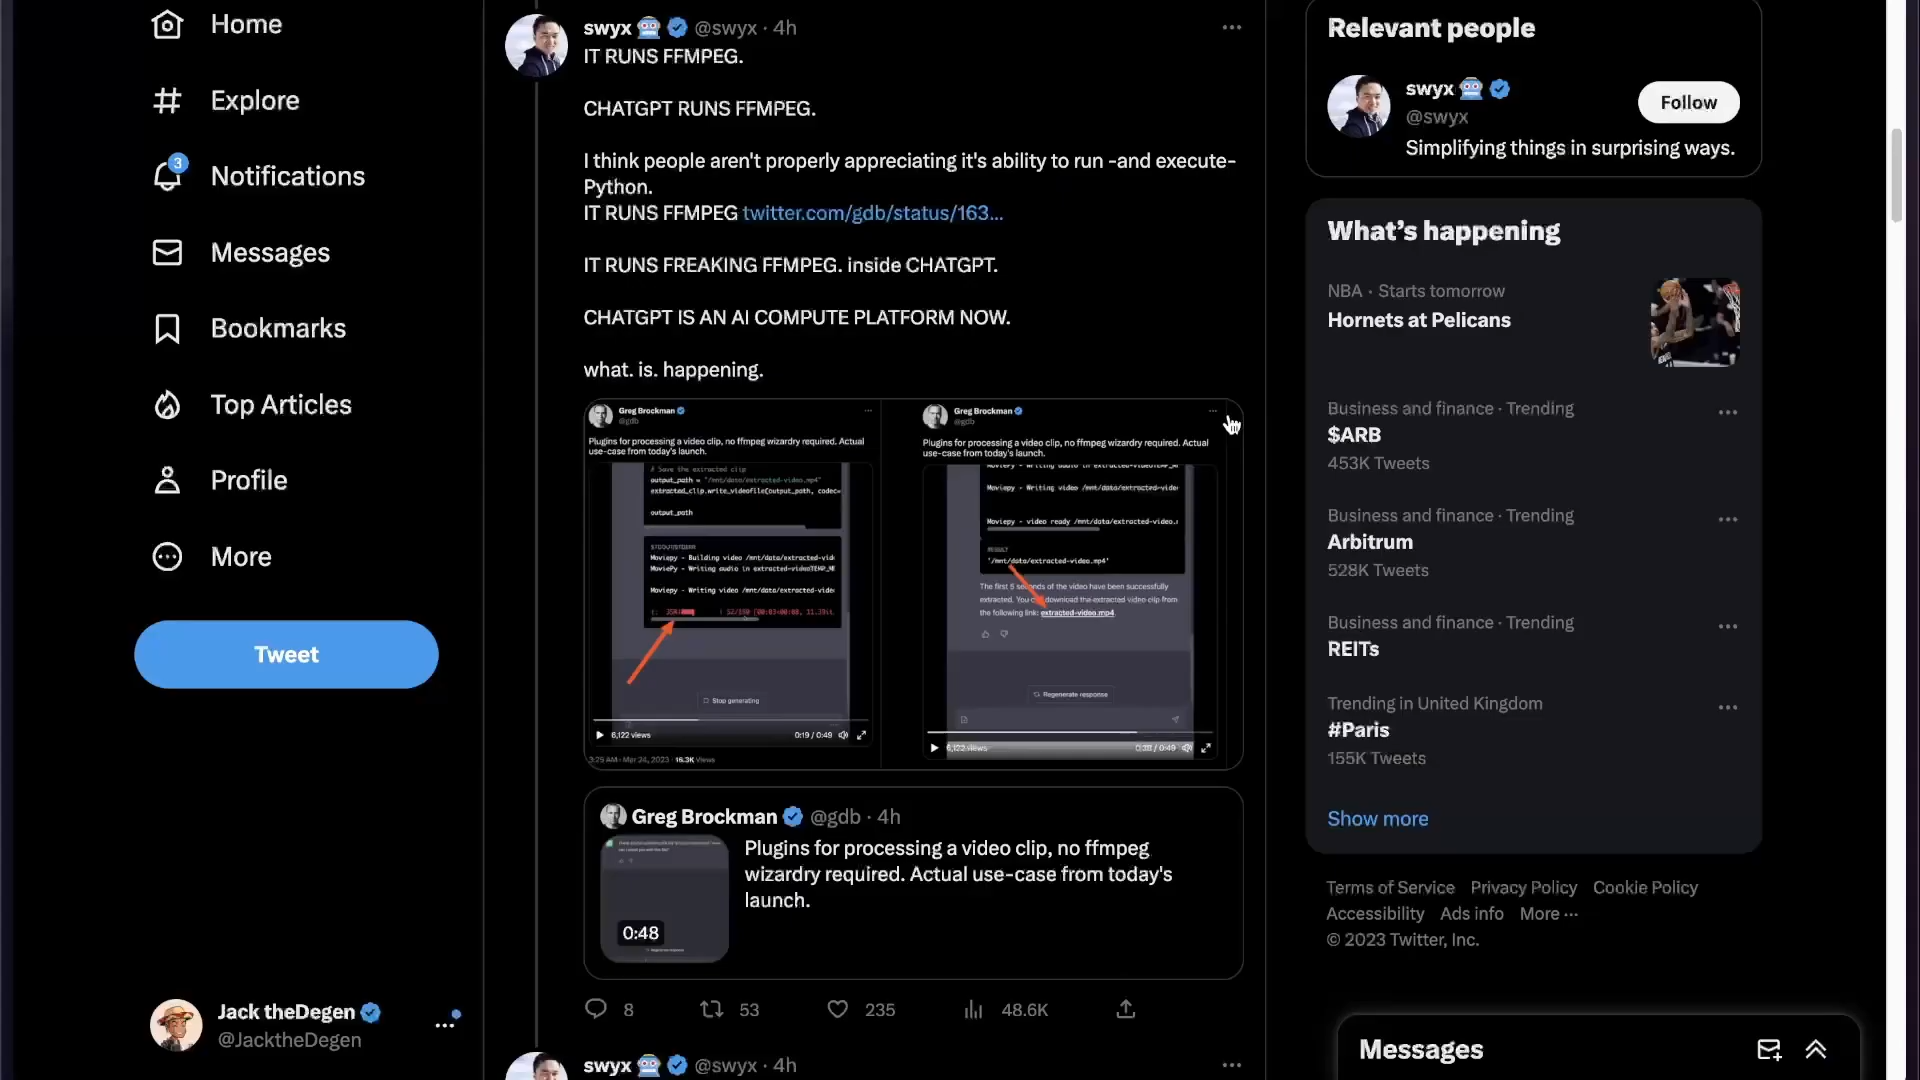 Home
Explore
3
Notifications
Messages
Bookmarks
Top Articles
Profile
More
Tweet
Jack theDegen
@JacktheDegen
swyx @swyx · 4h
IT RUNS FFMPEG.
CHATGPT RUNS FFMPEG.
I think people aren't properly appreciating it's ability to run -and execute-
Python.
IT RUNS FFMPEG twitter.com/gdb/status/163...
IT RUNS FREAKING FFMPEG. inside CHATGPT.
CHATGPT IS AN AI COMPUTE PLATFORM NOW.
what. is. happening.
Greg Brockman
@gdb
Plugins for processing a video clip, no ffmpeg wizardry required. Actual
use-case from today's launch.
# Save the extracted clip
output_path = "/mnt/data/extracted-video.mp4"
extracted_clip.write_videofile(output_path, codec=
output_path
STDOUT/STDERR
Moviepy - Building video /mnt/data/extracted-vid
MoviePy - Writing audio in extracted-videoTEMP_M
Moviepy - Writing video /mnt/data/extracted-vide
Stop generating
6,122 views
0:19 / 0:49
3:25 AM · Mar 24, 2023 · 16.3K Views
Greg Brockman
@gdb
Plugins for processing a video clip, no ffmpeg wizardry required. Actual
use-case from today's launch.
Moviepy - Writing video /mnt/data/extracted-vide
Moviepy - video ready /mnt/data/extracted-video.
RESULT
'/mnt/data/extracted-video.mp4'
The first 5 seconds of the video have been successfully
extracted. You can download the extracted video clip from
the following link: extracted-video.mp4.
Regenerate response
6,122 views
Greg Brockman @gdb · 4h
Plugins for processing a video clip, no ffmpeg
wizardry required. Actual use-case from today's
launch.
0:48
8 53 235 48.6K
swyx @swyx · 4h
Relevant people
swyx
@swyx
Follow
Simplifying things in surprising ways.
What's happening
NBA · Starts tomorrow
Hornets at Pelicans
Business and finance · Trending
$ARB
453K Tweets
Business and finance · Trending
Arbitrum
528K Tweets
Business and finance · Trending
REITs
Trending in United Kingdom
#Paris
155K Tweets
Show more
Terms of Service Privacy Policy Cookie Policy
Accessibility Ads info More ···
© 2023 Twitter, Inc.
Messages